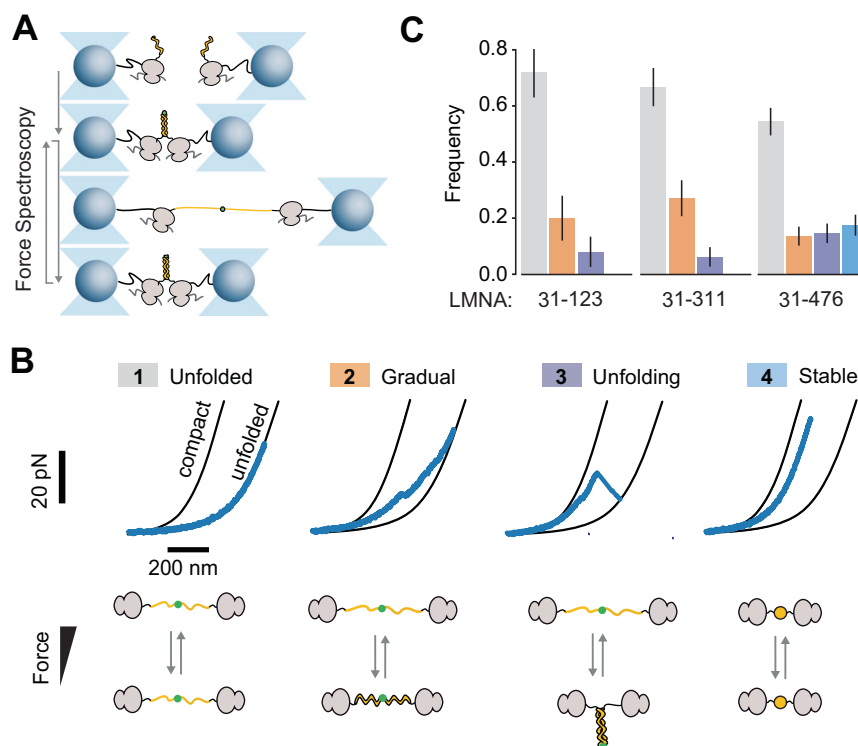 A
Force Spectroscopy
C
Frequency
0.8
0.6
0.4
0.2
0.0
LMNA: 31-123 31-311 31-476
B
1 Unfolded
2 Gradual
3 Unfolding
4 Stable
compact
unfolded
20 pN
200 nm
Force